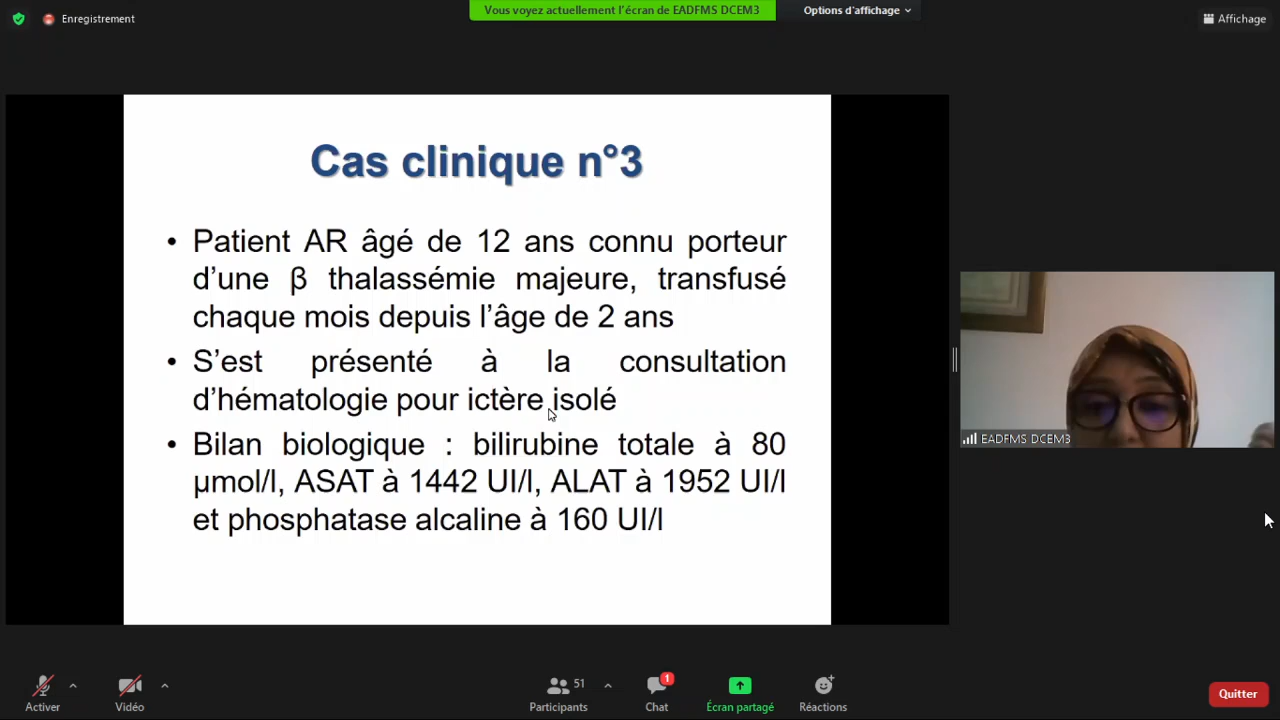 Enregistrement
Vous voyez actuellement l'écran de EADFMS DCEM3
Options d'affichage
Affichage
Cas clinique n°3
• Patient AR âgé de 12 ans connu porteur
d'une β thalassémie majeure, transfusé
chaque mois depuis l'âge de 2 ans
• S'est présenté à la consultation
d'hématologie pour ictère isolé
• Bilan biologique : bilirubine totale à 80
µmol/l, ASAT à 1442 UI/l, ALAT à 1952 UI/l
et phosphatase alcaline à 160 UI/l
EADFMS DCEM3
Activer
Vidéo
51
Participants
1
Chat
Écran partagé
Réactions
Quitter